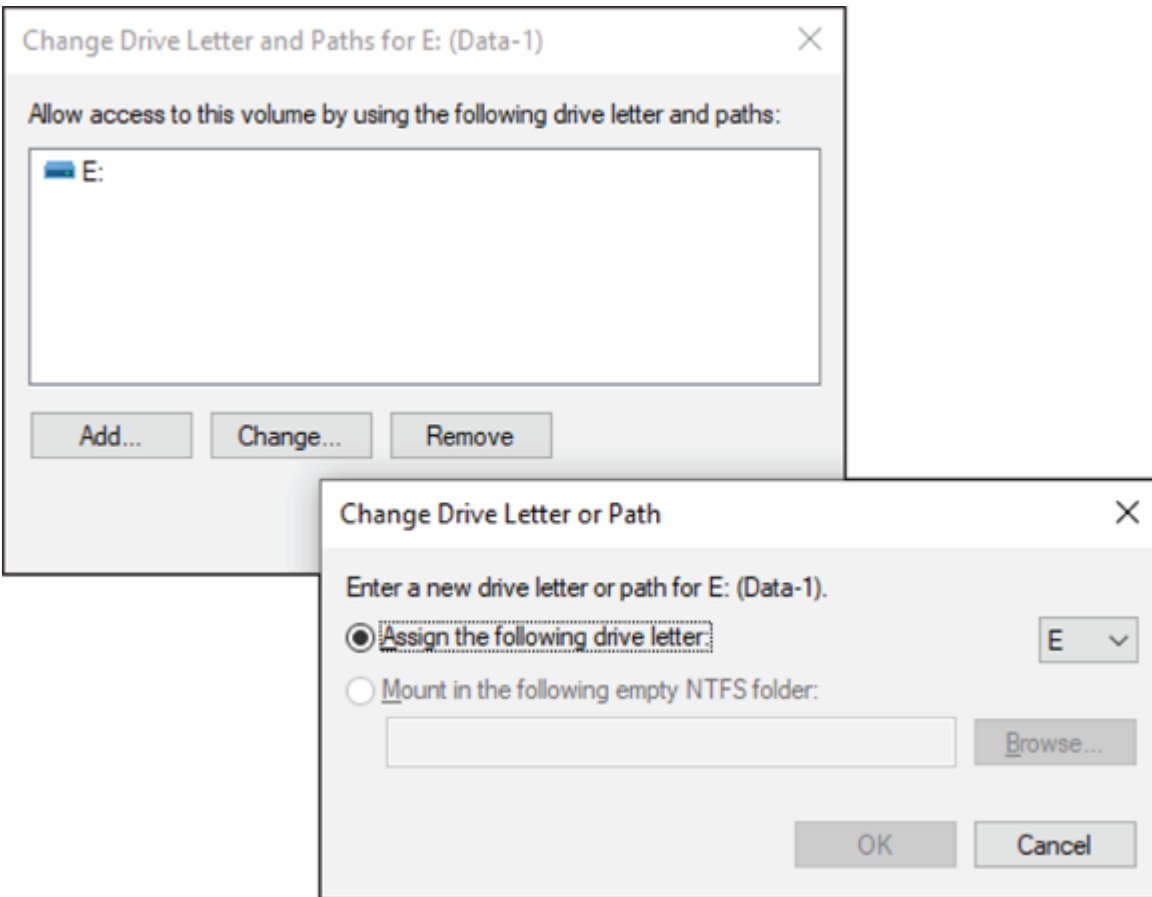 Change Drive Letter and Paths for E: (Data-1)
Allow access to this volume by using the following drive letter and paths:
E:
Add... Change... Remove
Change Drive Letter or Path
Enter a new drive letter or path for E: (Data-1).
Assign the following drive letter: E
Mount in the following empty NTFS folder:
Browse...
OK Cancel